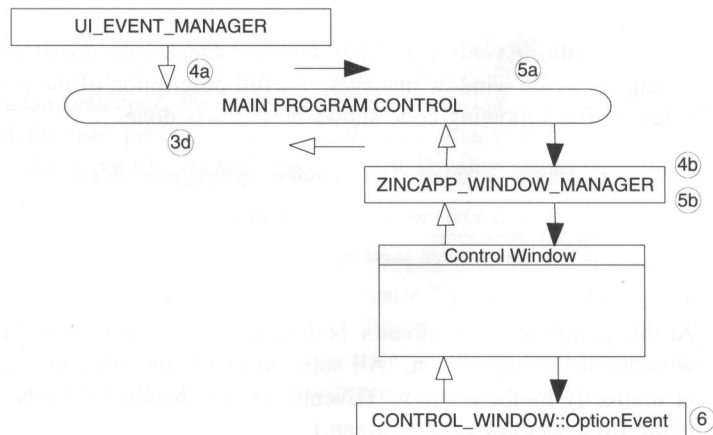 UI_EVENT_MANAGER
4a
5a
MAIN PROGRAM CONTROL
3d
4b
ZINCAPP_WINDOW_MANAGER
5b
Control Window
CONTROL_WINDOW::OptionEvent
6